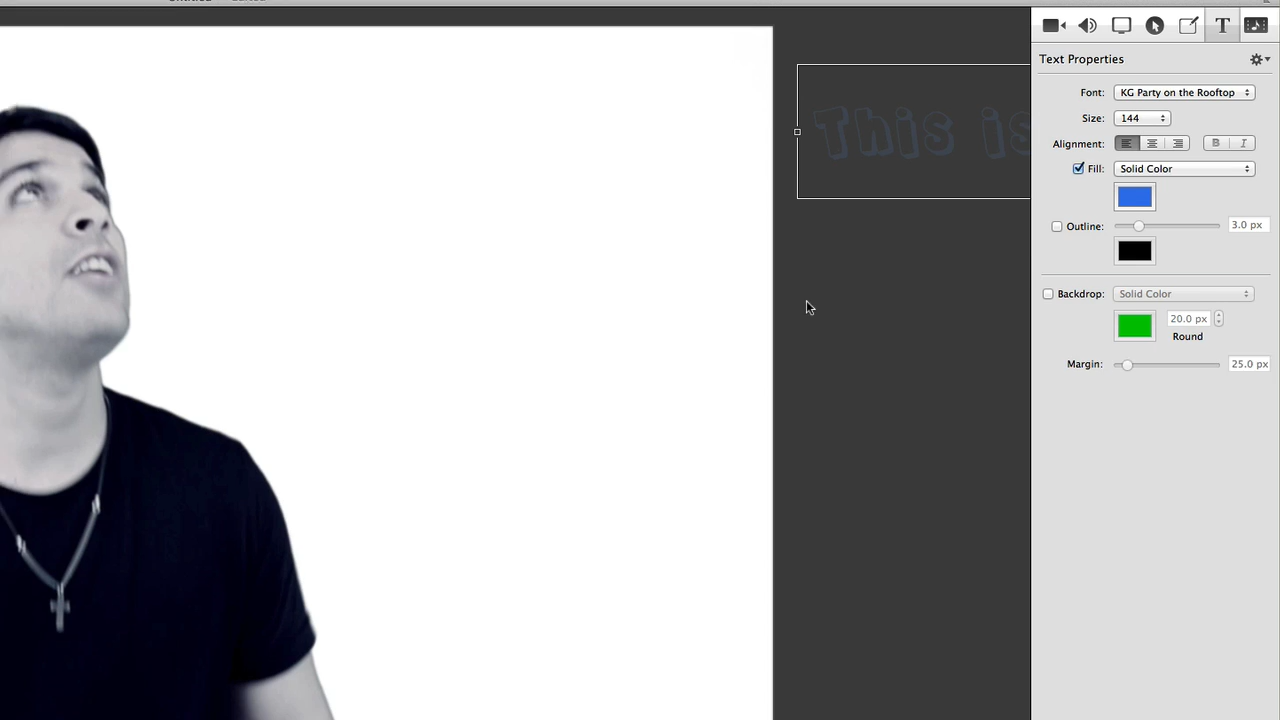 T
Text Properties
This is
Font: KG Party on the Rooftop
Size: 144
Alignment: B I
Fill: Solid Color
Outline: 3.0 px
Backdrop: Solid Color
20.0 px
Round
Margin: 25.0 px